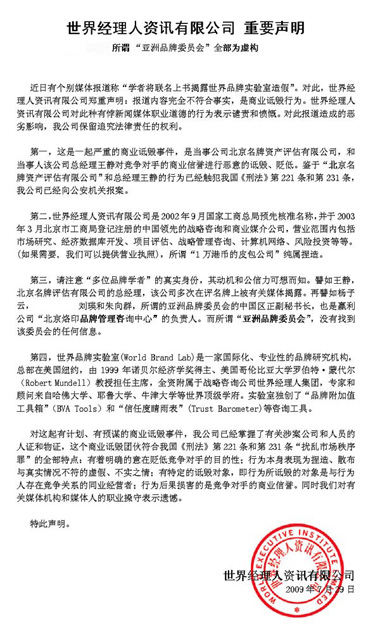 世界经理人资讯有限公司 重要声明
所谓“亚洲品牌委员会”全部为虚构
近日有个别媒体报道称“学者将联名上书揭露世界品牌实验室造假”。对此，世界经
理人资讯有限公司郑重声明：报道内容完全不符合事实，是商业诋毁行为。世界经理人
资讯有限公司对此种有悖新闻媒体职业道德的行为表示谴责和愤慨。对此报道造成的恶
劣影响，我公司保留追究法律责任的权利。
第一，这是一起严重的商业诋毁事件，是当事公司北京名牌资产评估有限公司，和
当事人该公司总经理王静对竞争对手的商业信誉进行恶意的诋毁、贬低。鉴于“北京名
牌资产评估有限公司”和总经理王静的行为已经触犯我国《刑法》第 221 条和第 231 条，
我公司已经向公安机关报案。
第二，世界经理人资讯有限公司是2002年9月国家工商总局预先核准名称，并于 2003
年 3 月北京市工商局登记注册的中国领先的战略咨询和商业媒介公司，营业范围内包括
市场研究、经济数据库开发、项目评估、战略管理咨询、计算机网络、风险投资等等。
(如果需要，我们可以提供营业执照)，所谓“1 万港币的皮包公司”纯属捏造。
第三，请注意“多位品牌学者”的真实身份，其动机和公信力可想而知。譬如王静，
北京名牌评估有限公司的总经理，该公司多次在评名牌上被有关媒体揭露。再譬如杨子
云， 刘瑛和朱向群，所谓的亚洲品牌委员会的中国区正副秘书长，也是赢利
公司“北京烙印品牌管理咨询中心”的负责人。而所谓“亚洲品牌委员会”，没有找到
该委员会的任何信息。
第四，世界品牌实验室(World Brand Lab)是一家国际化、专业性的品牌研究机构，
总部在美国纽约，由 1999 年诺贝尔经济学奖得主、美国哥伦比亚大学罗伯特·蒙代尔
（Robert Mundell）教授担任主席，全资附属于战略咨询公司世界经理人集团，专家和
顾问来自哈佛大学、耶鲁大学、牛津大学等世界顶级学府。实验室独创了“品牌附加值
工具箱”(BVA Tools) 和“信任度晴雨表”(Trust Barometer)等咨询工具。
对这起有计划、有预谋的商业诋毁事件，我公司已经掌握了有关涉案公司和人员的
人证和物证，这个商业诋毁团伙符合我国《刑法》第 221 条和第 231 条“扰乱市场秩序
罪”的全部特点：有着明确的意在贬低竞争对手的目的性；行为本身表现为捏造、散布
与真实情况不符的虚假、不实之情；有特定的诋毁对象，即行为所诋毁的对象是与行为
人存在竞争关系的同业经营者；行为后果损害的是竞争对手的商业信誉。同时我们对有
关媒体机构和媒体人的职业操守表示遗憾。
特此声明。
世界经理人资讯有限公司
2009 年 7 月 29 日
WORLD EXECUTIVE INSTITUTE LIMITED
世界经理人资讯有限公司